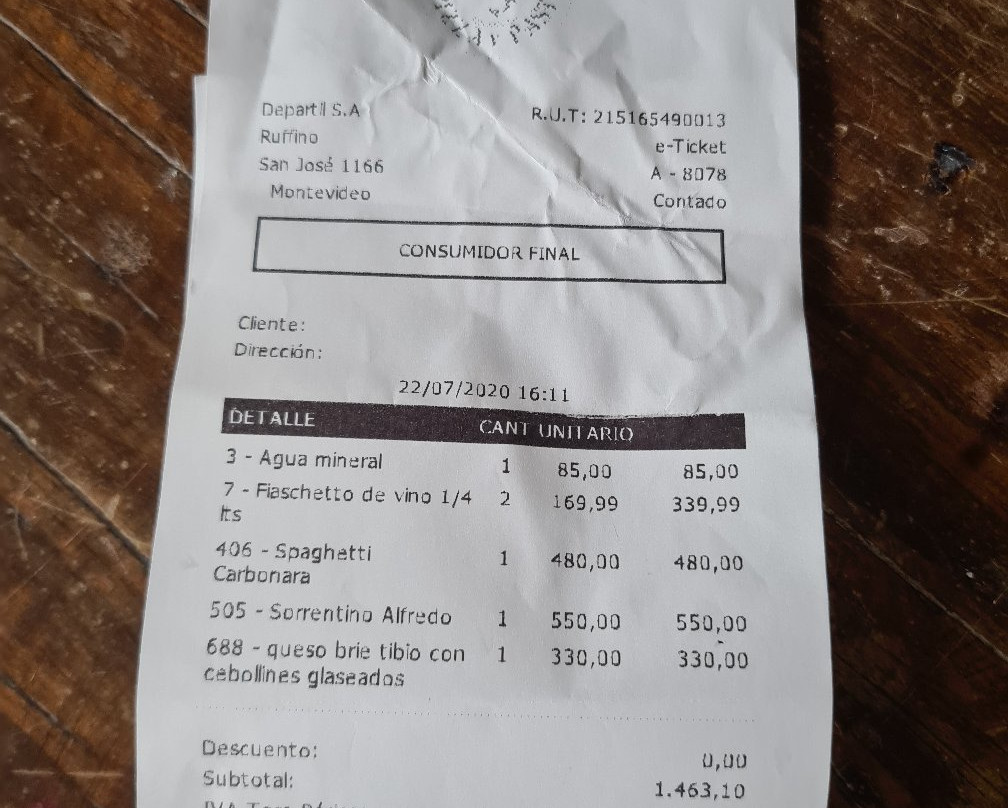 Departil S.A
R.U.T: 215165490013
Ruffino
e-Ticket
San José 1166
A - 8078
Montevideo
Contado
CONSUMIDOR FINAL
Cliente:
Dirección:
22/07/2020 16:11
DETALLE CANT UNITARIO
3 - Agua mineral 1 85,00 85,00
7 - Fiaschetto de vino 1/4 2 169,99 339,99
lts
406 - Spaghetti 1 480,00 480,00
Carbonara
505 - Sorrentino Alfredo 1 550,00 550,00
688 - queso brie tibio con 1 330,00 330,00
cebollines glaseados
Descuento: 0,00
Subtotal: 1.463,10